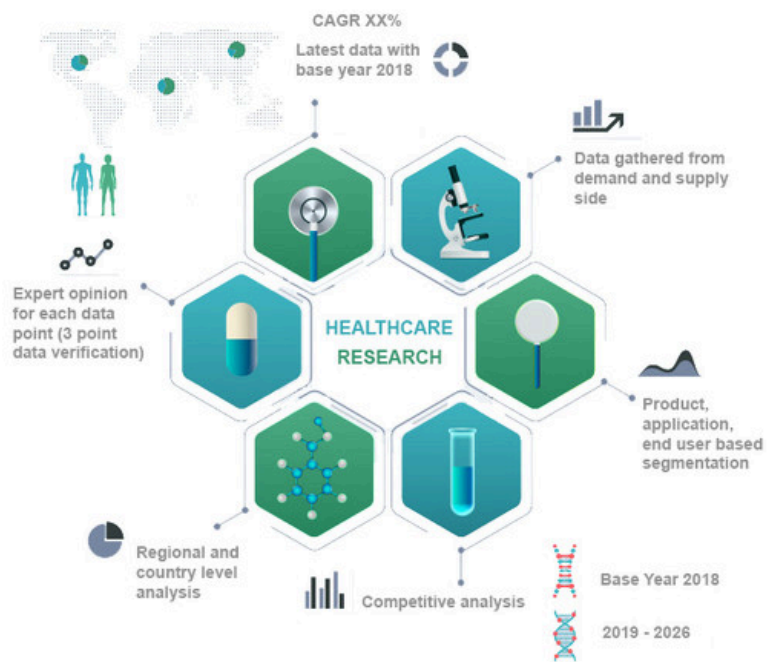 CAGR XX%
Latest data with
base year 2018
Data gathered from
demand and supply
side
Expert opinion
for each data
point (3 point
data verification)
HEALTHCARE
RESEARCH
Product,
application,
end user based
segmentation
Regional and
country level
analysis
Competitive analysis
Base Year 2018
2019 - 2026